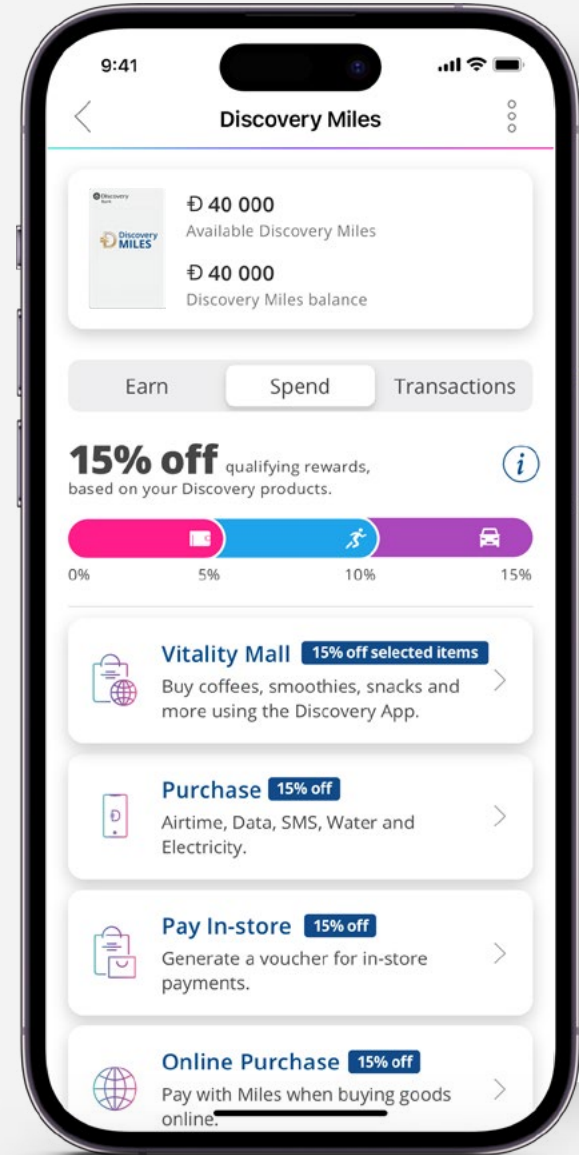 9:41
Discovery Miles
Discovery
Bank
Discovery
MILES
Đ 40 000
Available Discovery Miles
Đ 40 000
Discovery Miles balance
Earn Spend Transactions
15% off qualifying rewards,
based on your Discovery products.
0% 5% 10% 15%
Vitality Mall 15% off selected items
Buy coffees, smoothies, snacks and
more using the Discovery App.
Purchase 15% off
Airtime, Data, SMS, Water and
Electricity.
Pay In-store 15% off
Generate a voucher for in-store
payments.
Online Purchase 15% off
Pay with Miles when buying goods
online.